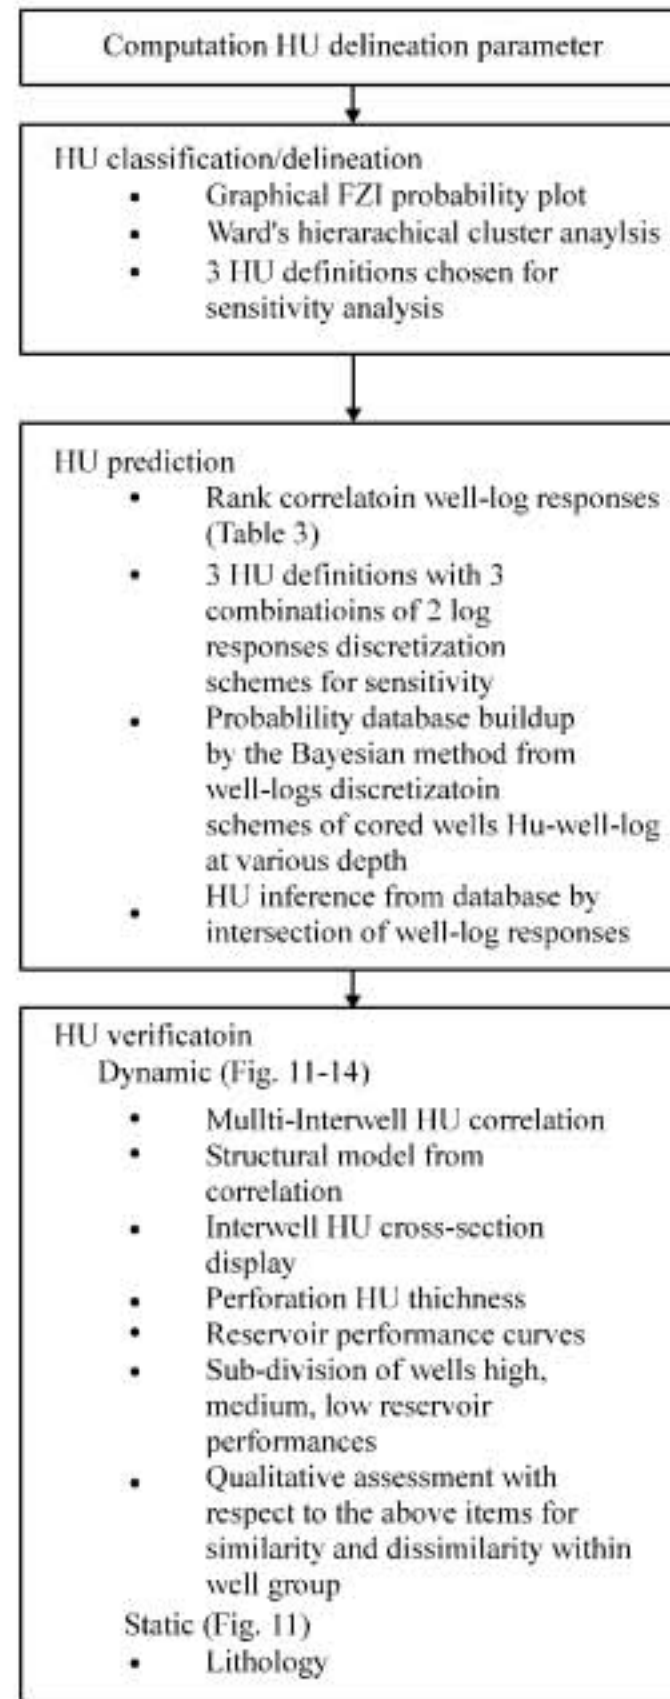 Computation HU delineation parameter
HU classification/delineation
▪ Graphical FZI probability plot
▪ Ward's hierarachical cluster anaylsis
▪ 3 HU definitions chosen for
sensitivity analysis
HU prediction
▪ Rank correlatoin well-log responses
(Table 3)
▪ 3 HU definitions with 3
combinatioins of 2 log
responses discretization
schemes for sensitivity
▪ Probablility database buildup
by the Bayesian method from
well-logs discretizatoin
schemes of cored wells Hu-well-log
at various depth
▪ HU inference from database by
intersection of well-log responses
HU verificatoin
Dynamic (Fig. 11-14)
▪ Mullti-Interwell HU correlation
▪ Structural model from
correlation
▪ Interwell HU cross-section
display
▪ Perforation HU thichness
▪ Reservoir performance curves
▪ Sub-division of wells high,
medium, low reservoir
performances
▪ Qualitative assessment with
respect to the above items for
similarity and dissimilarity within
well group
Static (Fig. 11)
▪ Lithology